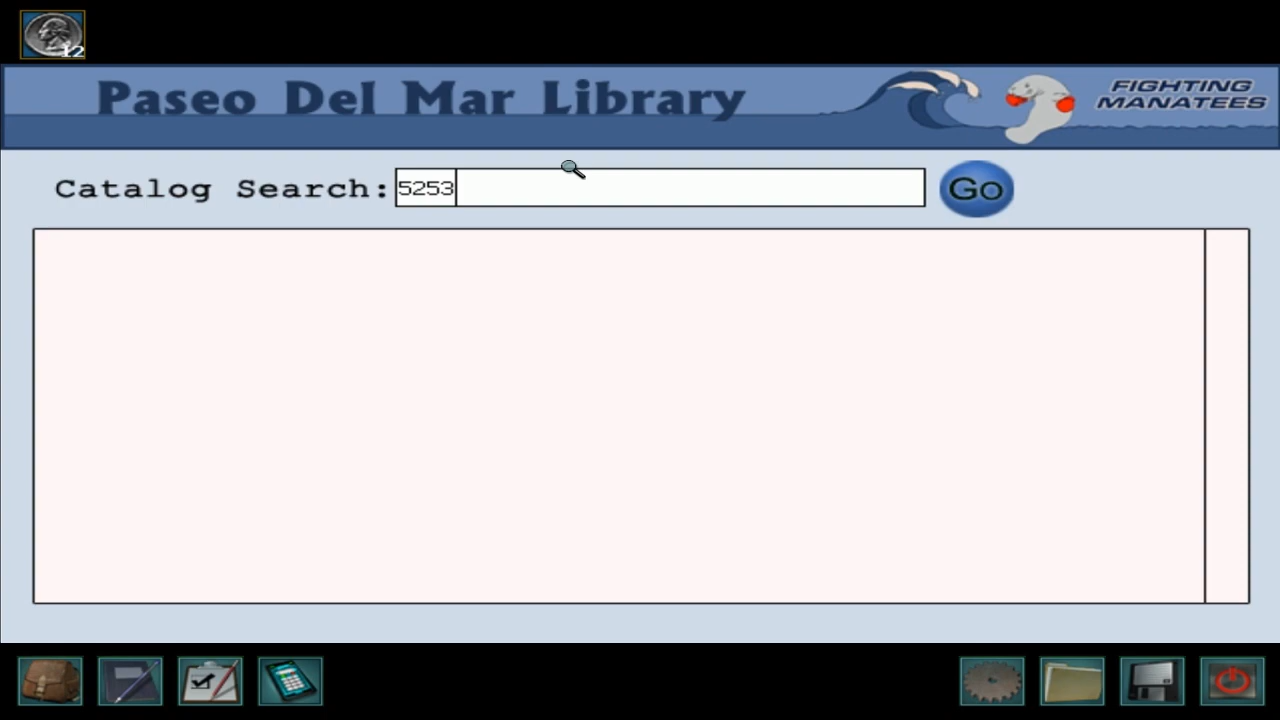 12
Paseo Del Mar Library
FIGHTING
MANATEES
Catalog Search: 5253
Go